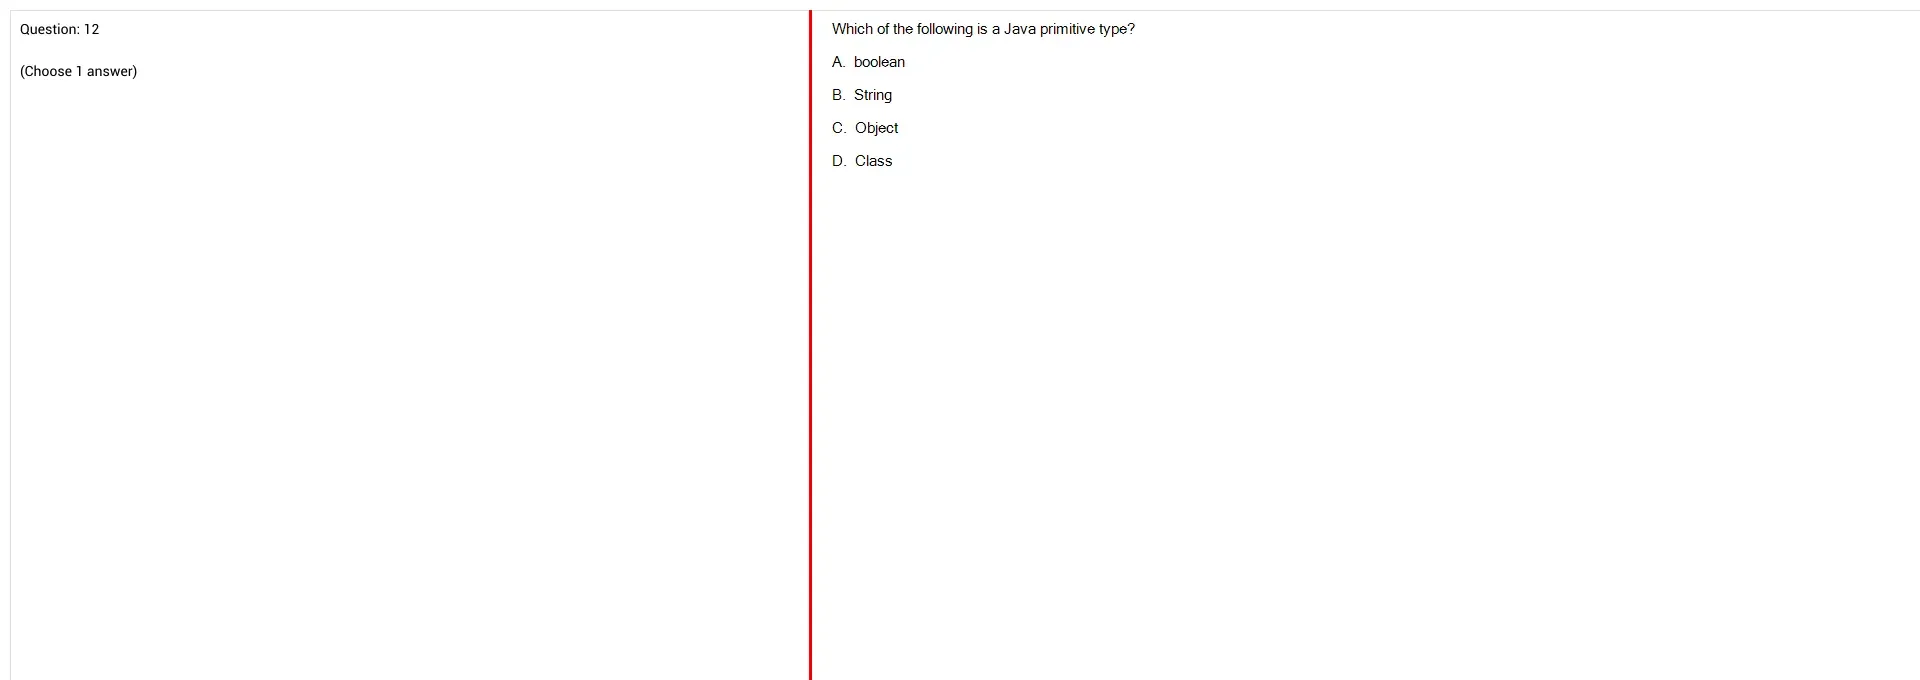 Question: 12
(Choose 1 answer)
Which of the following is a Java primitive type?
A. boolean
B. String
C. Object
D. Class